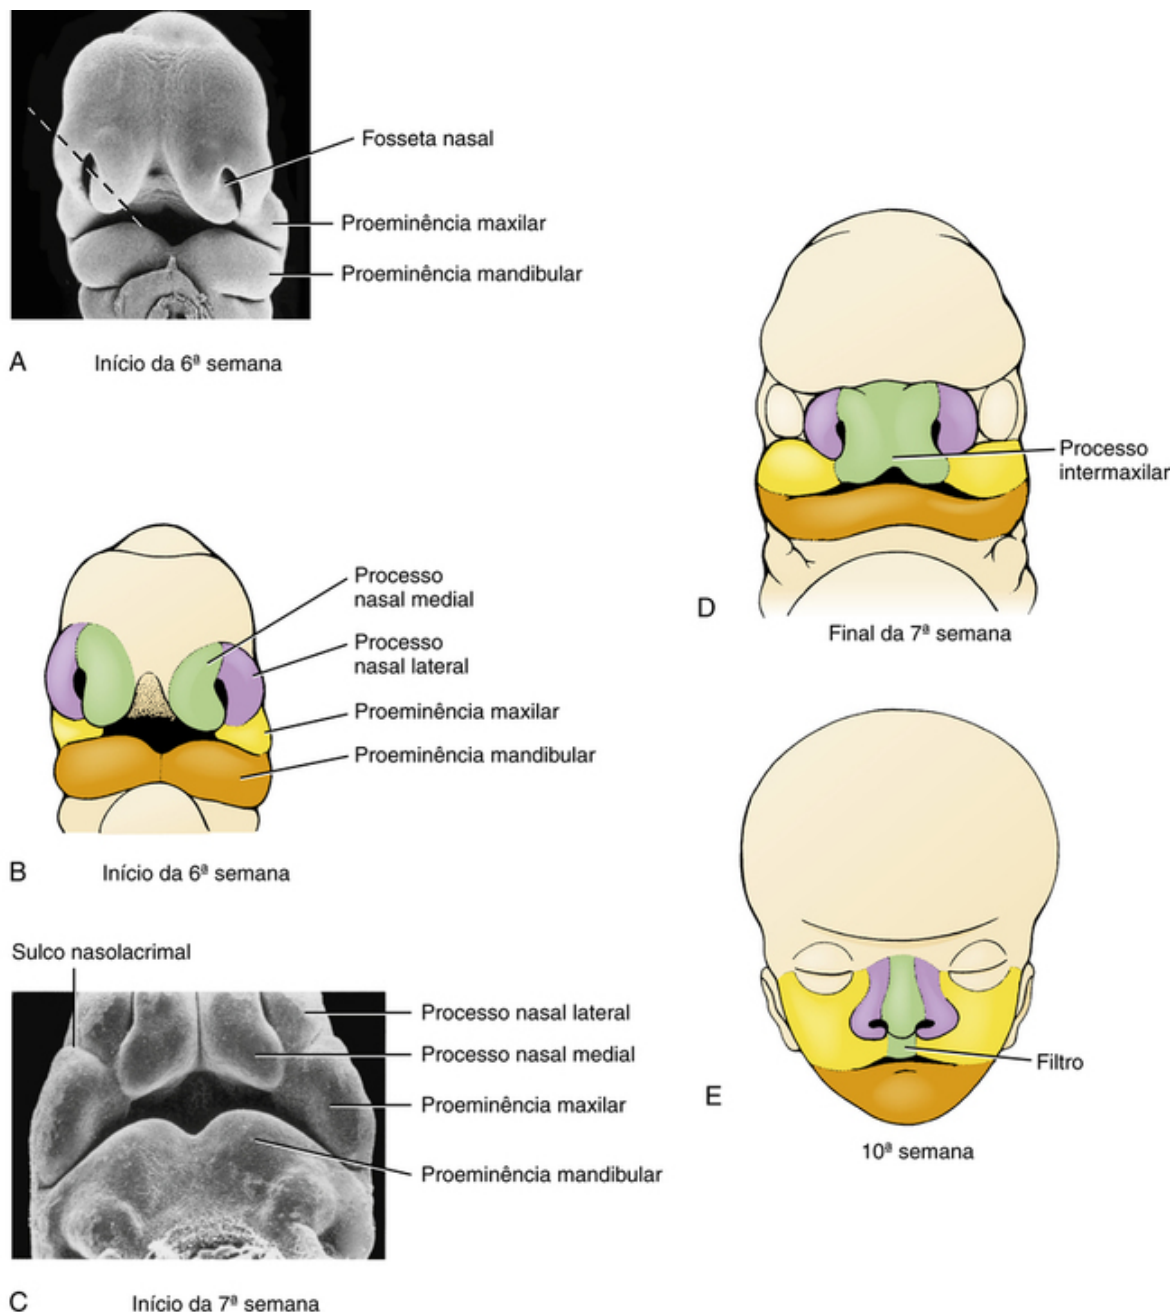 Fosseta nasal
Proeminência maxilar
Proeminência mandibular
A
Início da 6ª semana
Processo
nasal medial
Processo
nasal lateral
Proeminência maxilar
Proeminência mandibular
B
Início da 6ª semana
Sulco nasolacrimal
Processo nasal lateral
Processo nasal medial
Proeminência maxilar
Proeminência mandibular
C
Início da 7ª semana
Processo
intermaxilar
D
Final da 7ª semana
Filtro
E
10ª semana